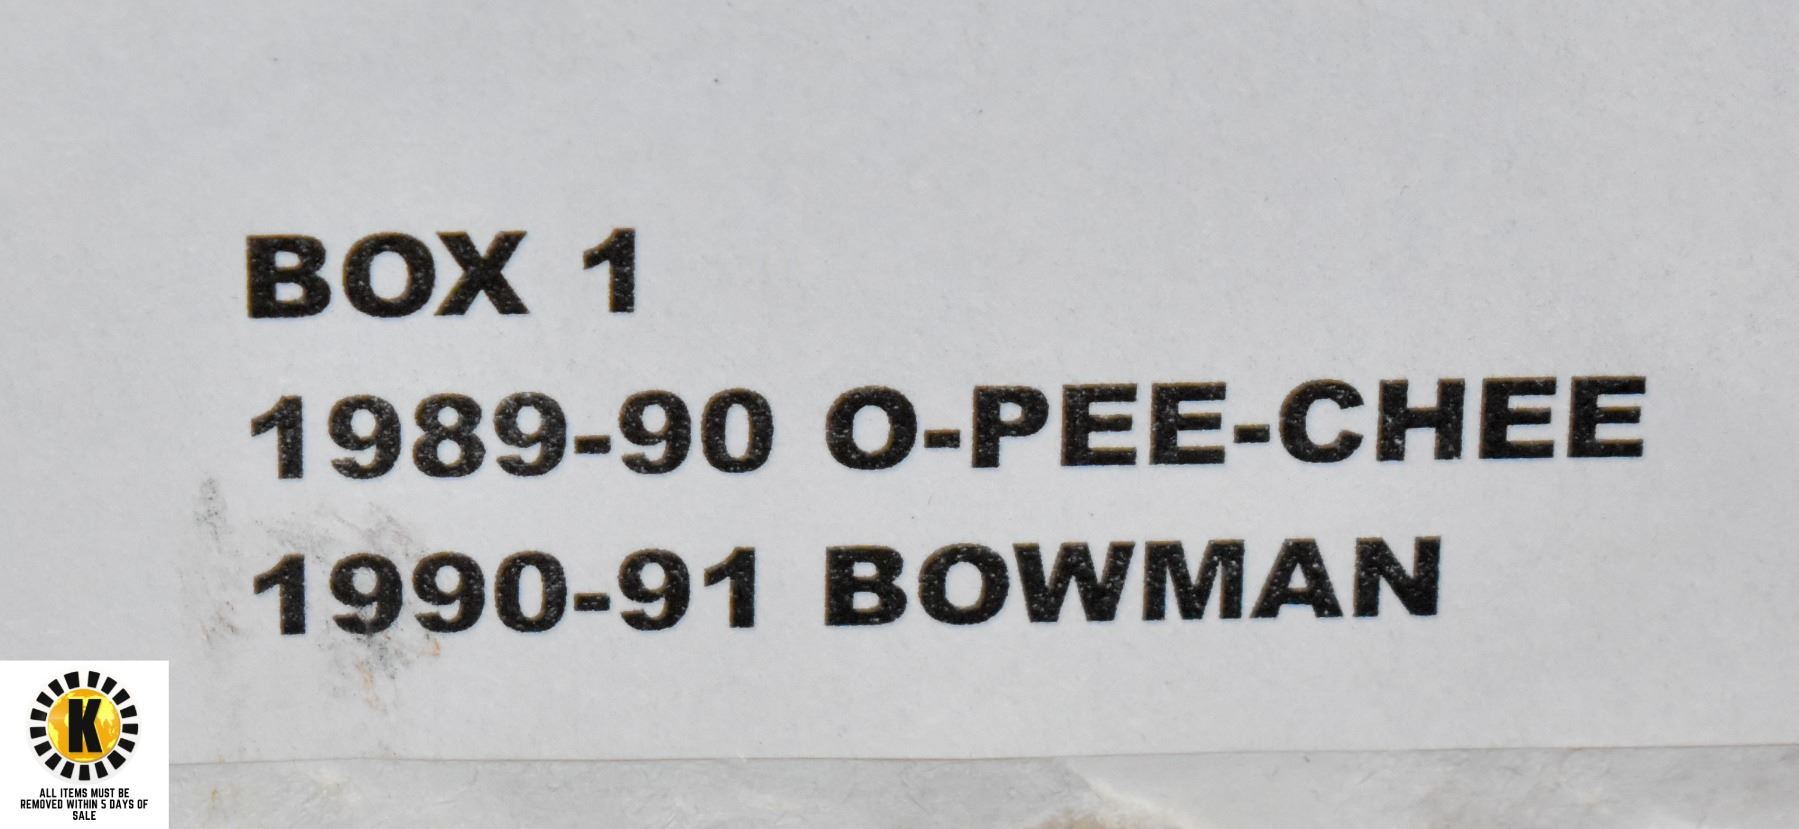 BOX 1
1989-90 O-PEE-CHEE
1990-91 BOWMAN
K
ALL ITEMS MUST BE
REMOVED WITHIN 5 DAYS OF
SALE